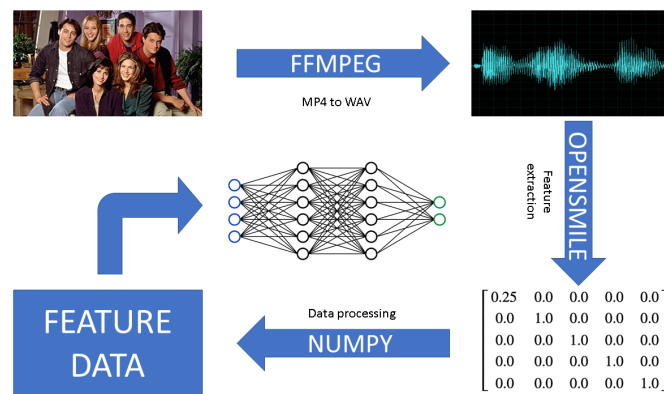 FFMPEG
MP4 to WAV
OPENSMILE
Feature
extraction
0.25 0.0 0.0 0.0 0.0
0.0 1.0 0.0 0.0 0.0
0.0 0.0 1.0 0.0 0.0
0.0 0.0 0.0 1.0 0.0
0.0 0.0 0.0 0.0 1.0
Data processing
NUMPY
FEATURE
DATA